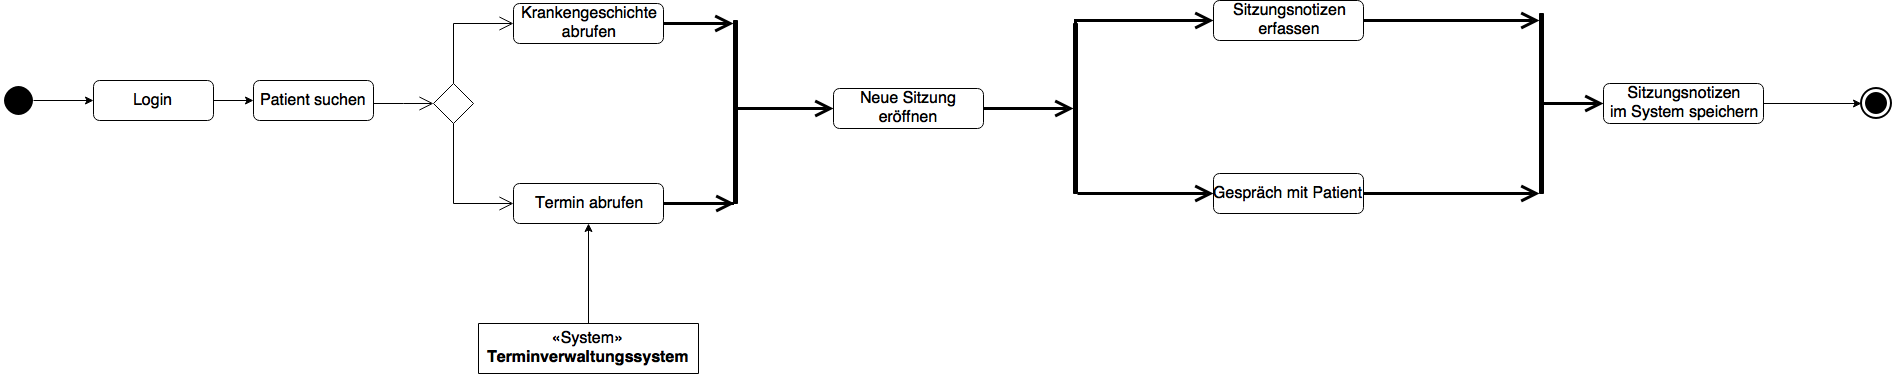 Login
Patient suchen
Krankengeschichte
abrufen
Termin abrufen
«System»
Terminverwaltungssystem
Neue Sitzung
eröffnen
Sitzungsnotizen
erfassen
Gespräch mit Patient
Sitzungsnotizen
im System speichern